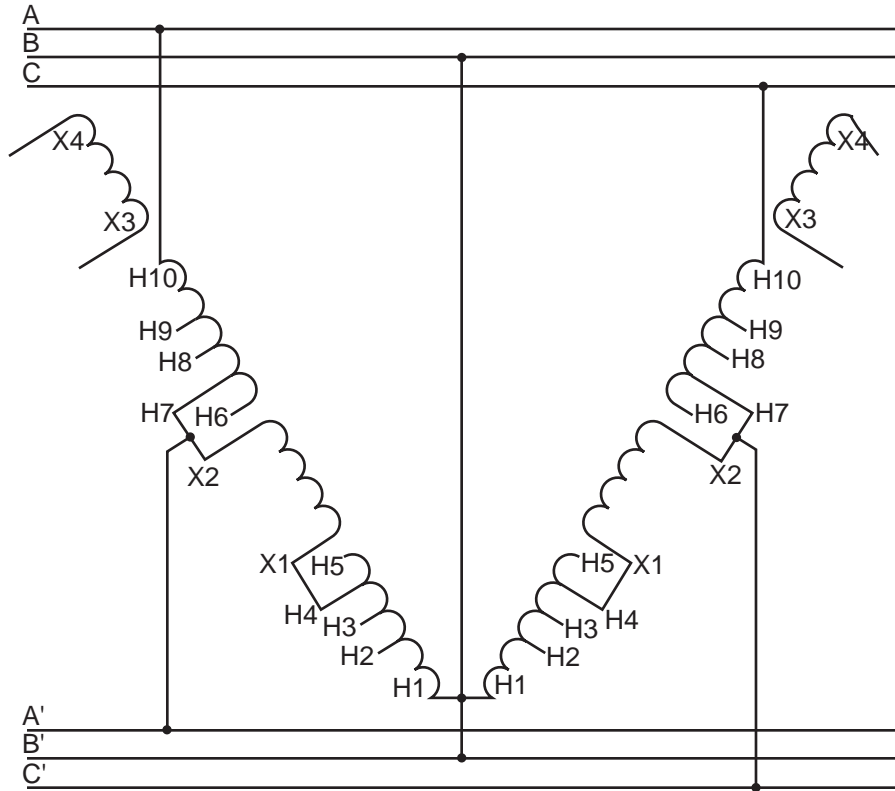 A
B
C
X4 X4
X3 X3
H10 H10
H9 H9
H8 H8
H7 H6 H6 H7
X2 X2
X1 H5 H5 X1
H4 H4
H3 H3
H2 H2
H1 H1
A'
B'
C'